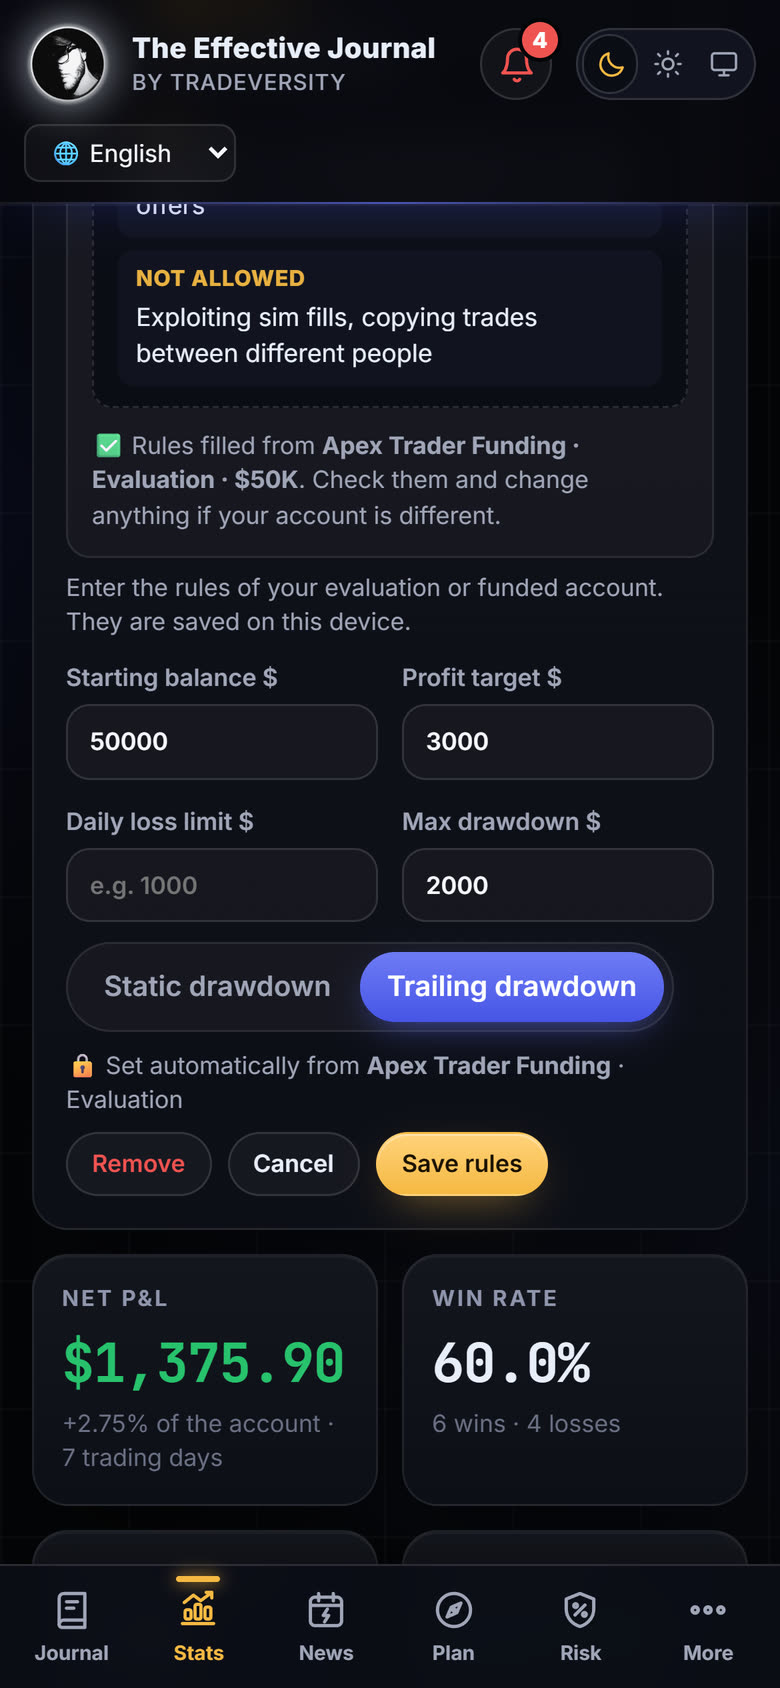 The Effective Journal
BY TRADEVERSITY
4
English
offers
NOT ALLOWED
Exploiting sim fills, copying trades
between different people
✅ Rules filled from Apex Trader Funding ·
Evaluation · $50K. Check them and change
anything if your account is different.
Enter the rules of your evaluation or funded account.
They are saved on this device.
Starting balance $
Profit target $
50000
3000
Daily loss limit $
Max drawdown $
e.g. 1000
2000
Static drawdown
Trailing drawdown
🔒 Set automatically from Apex Trader Funding ·
Evaluation
Remove
Cancel
Save rules
NET P&L
$1,375.90
+2.75% of the account ·
7 trading days
WIN RATE
60.0%
6 wins · 4 losses
Journal
Stats
News
Plan
Risk
More